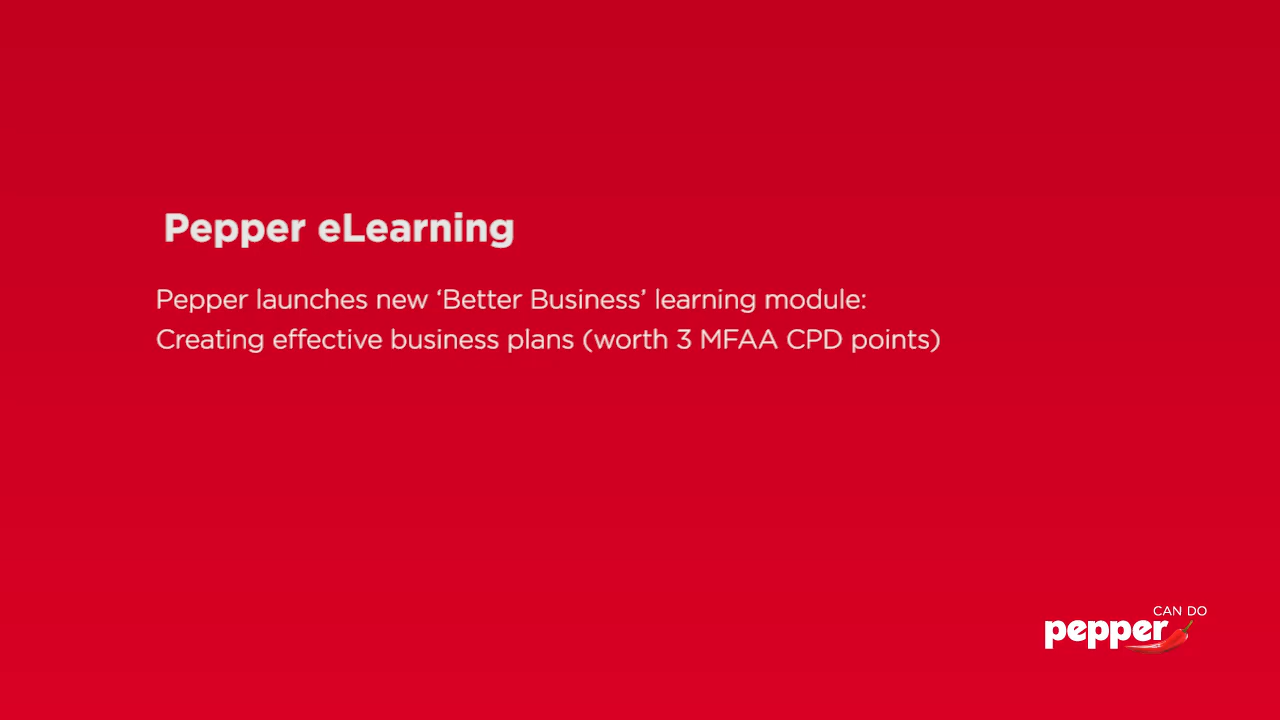 Pepper eLearning
Pepper launches new ‘Better Business’ learning module:
Creating effective business plans (worth 3 MFAA CPD points)
CAN DO
pepper